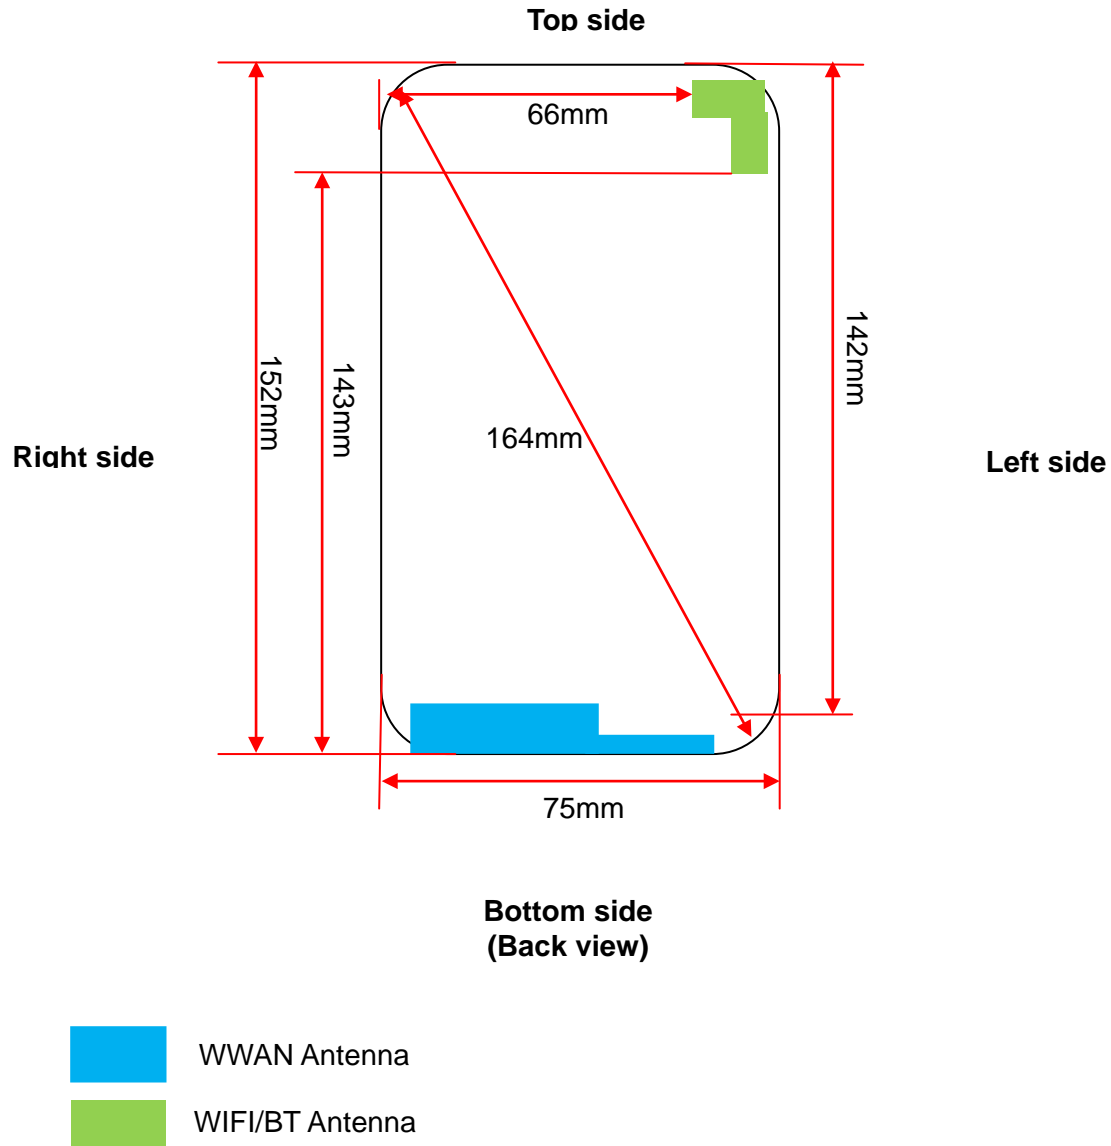 Top side
66mm
142mm
152mm
143mm
164mm
Right side
Left side
75mm
Bottom side
(Back view)
WWAN Antenna
WIFI/BT Antenna